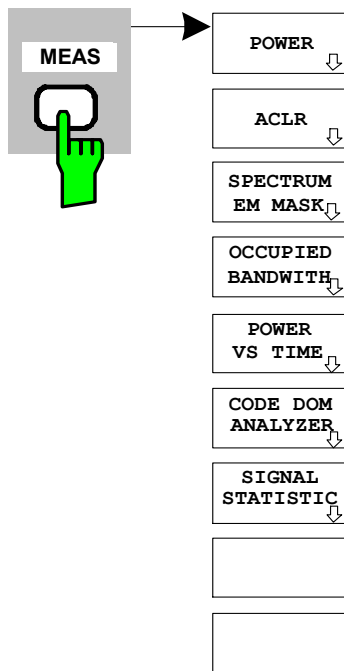 MEAS
POWER
ACLR
SPECTRUM
EM MASK
OCCUPIED
BANDWITH
POWER
VS TIME
CODE DOM
ANALYZER
SIGNAL
STATISTIC